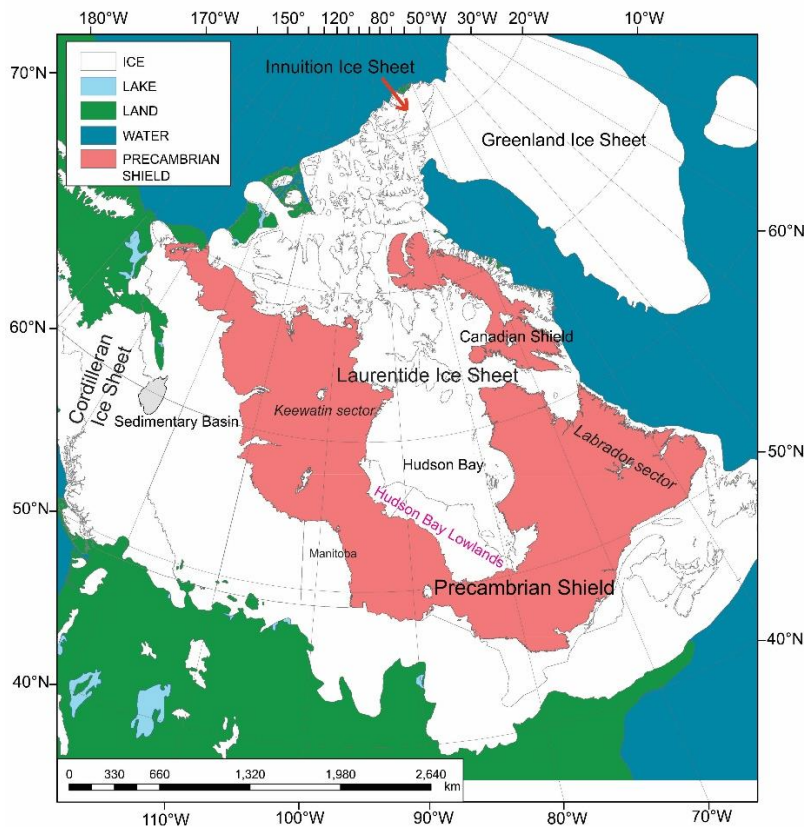 180°W 170°W 150° 120° 80° 50°W 30°W 20°W 10°W
70°N
ICE
LAKE
LAND
WATER
PRECAMBRIAN
SHIELD
Innuition Ice Sheet
Greenland Ice Sheet
60°N
60°N
Canadian Shield
Laurentide Ice Sheet
Cordilleran
Ice Sheet
Sedimentary Basin
Keewatin sector
Labrador sector
Hudson Bay
50°N
50°N
Hudson Bay Lowlands
Manitoba
Precambrian Shield
40°N
40°N
0 330 660 1,320 1,980 2,640
km
110°W 100°W 90°W 80°W 70°W